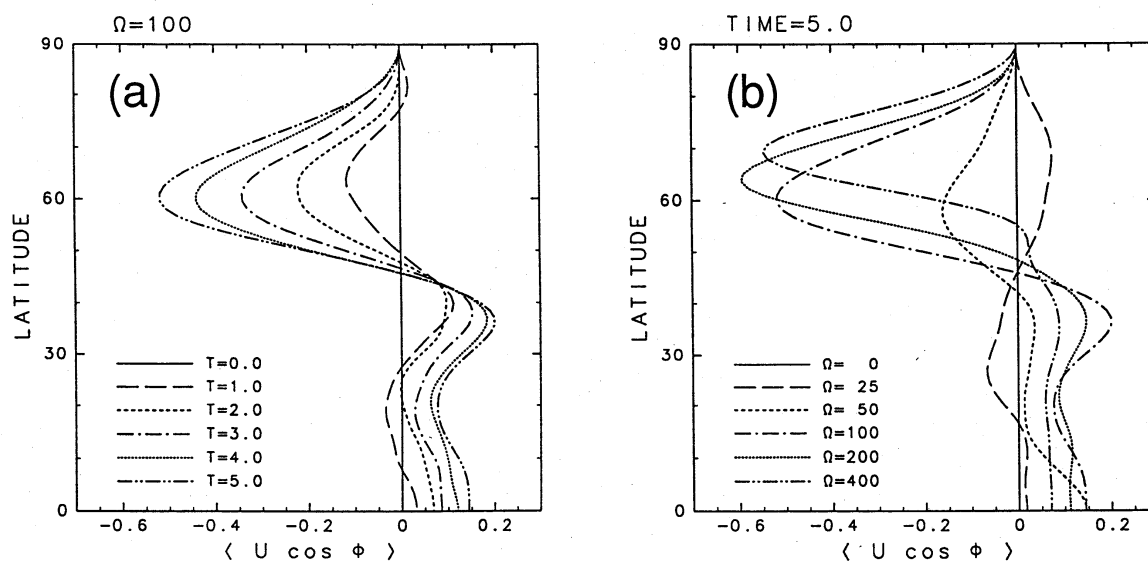 Ω=100
(a)
LATITUDE
90
60
30
0
T=0.0
T=1.0
T=2.0
T=3.0
T=4.0
T=5.0
-0.6 -0.4 -0.2 0 0.2
⟨ U cos Φ ⟩
TIME=5.0
(b)
LATITUDE
90
60
30
0
Ω= 0
Ω= 25
Ω= 50
Ω=100
Ω=200
Ω=400
-0.6 -0.4 -0.2 0 0.2
⟨ U cos Φ ⟩